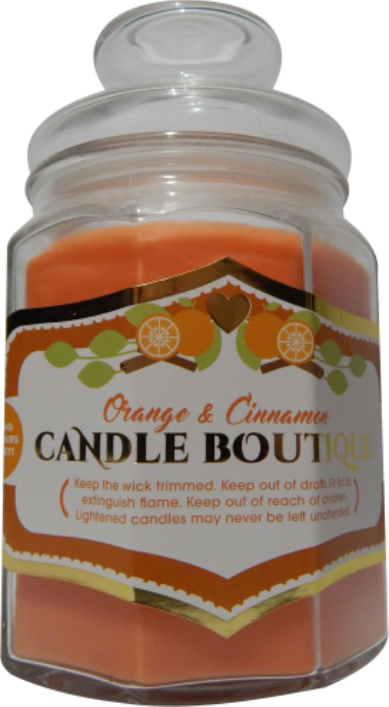 Orange & Cinnamon
CANDLE BOUTIQUE
Keep the wick trimmed. Keep out of draft. Fit lid to
extinguish flame. Keep out of reach of children.
Lightened candles may never be left unattended.